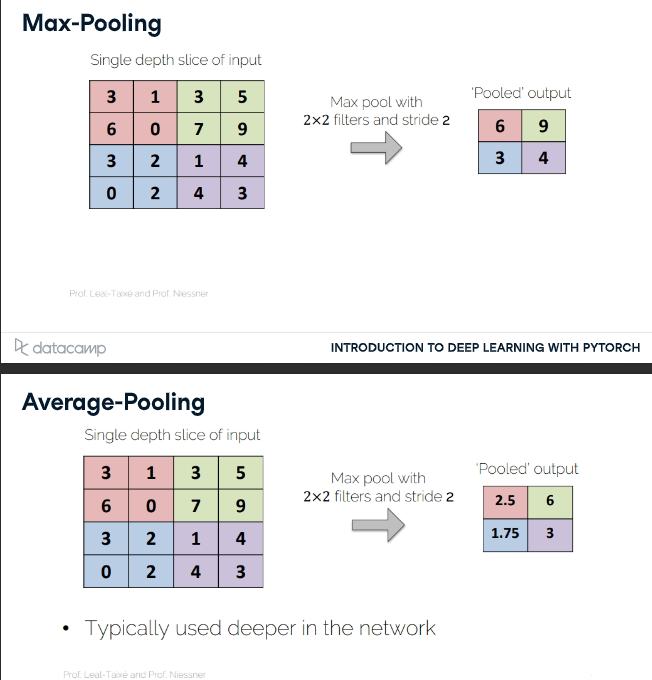 Max-Pooling
Single depth slice of input
3 1 3 5
6 0 7 9
3 2 1 4
0 2 4 3
Max pool with
2×2 filters and stride 2
'Pooled' output
6 9
3 4
Prof. Leal-Taixé and Prof. Niessner
datacamp
INTRODUCTION TO DEEP LEARNING WITH PYTORCH
Average-Pooling
Single depth slice of input
3 1 3 5
6 0 7 9
3 2 1 4
0 2 4 3
Max pool with
2×2 filters and stride 2
'Pooled' output
2.5 6
1.75 3
• Typically used deeper in the network
Prof. Leal-Taixé and Prof. Niessner